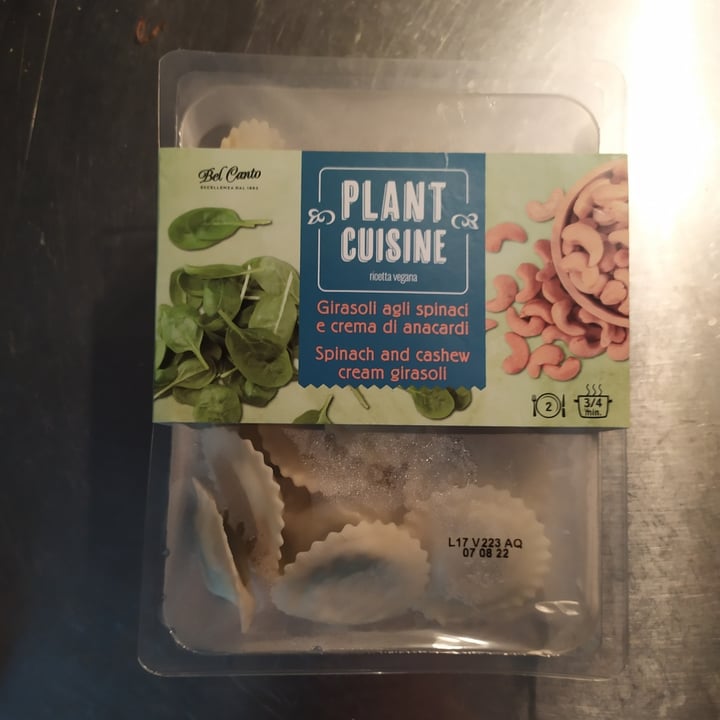 Bel Canto
ECCELLENZA DAL 1993
PLANT
CUISINE
ricetta vegana
Girasoli agli spinaci
e crema di anacardi
Spinach and cashew
cream girasoli
2
3/4
min.
L17 V223 AQ
07 08 22